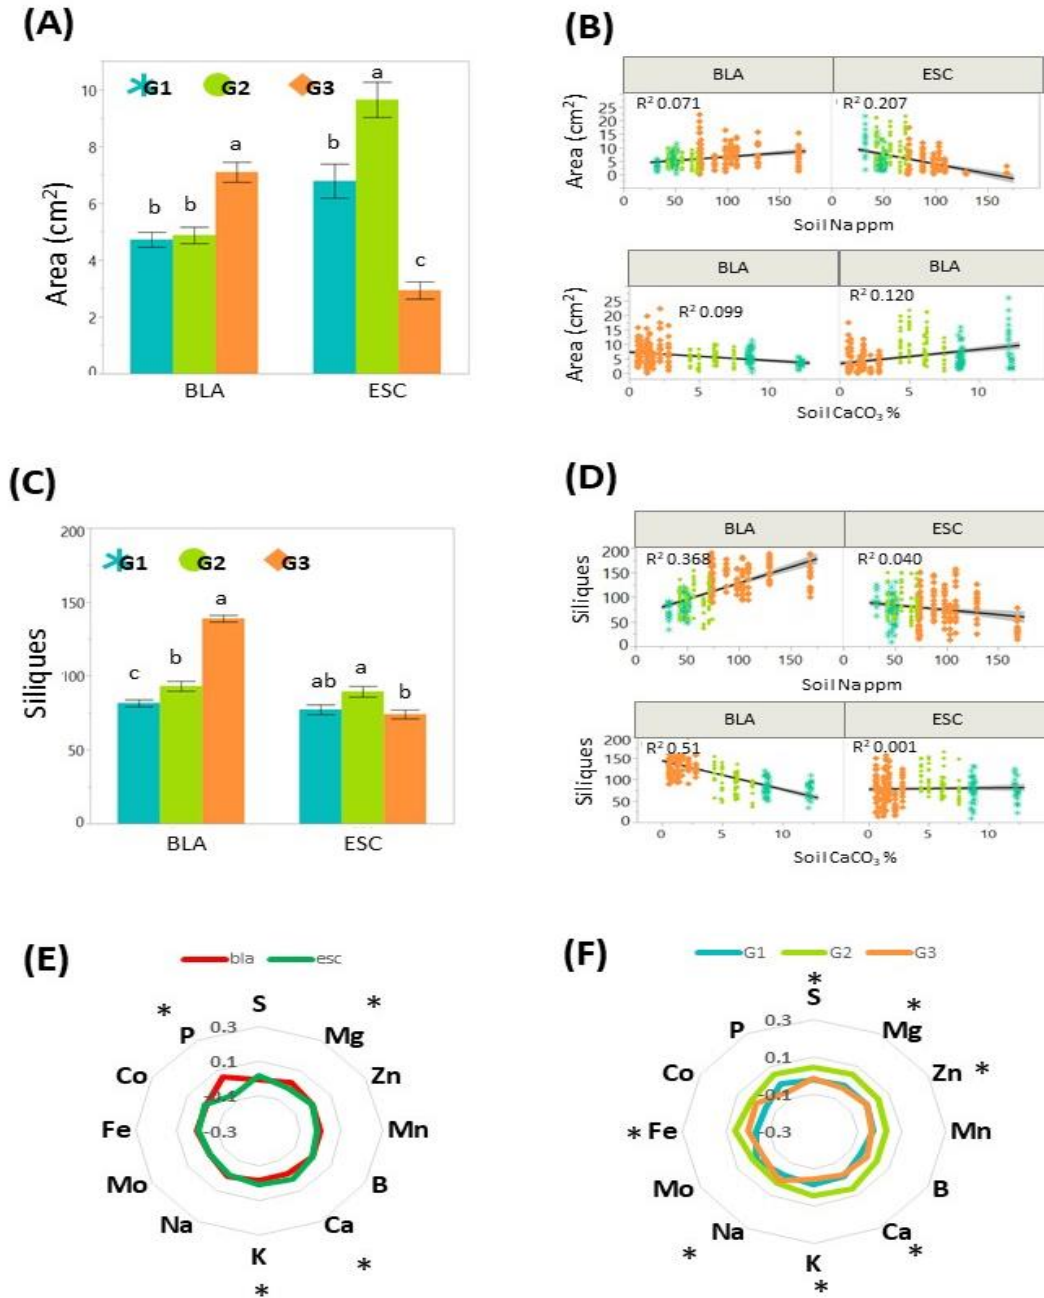 (A)
G1 G2 G3
a
b
a
b b
c
10
8
6
4
2
0
Area (cm²)
BLA ESC
(B)
BLA ESC
R² 0.071 R² 0.207
25
20
15
10
5
0
Area (cm²)
0 50 100 150 0 50 100 150
Soil Na ppm
BLA BLA
R² 0.099 R² 0.120
25
20
15
10
5
0
Area (cm²)
0 5 10 0 5 10
Soil CaCO₃ %
(C)
G1 G2 G3
a
c b
ab a b
200
150
100
50
0
Siliques
BLA ESC
(D)
BLA ESC
R² 0.368 R² 0.040
200
150
100
50
0
Siliques
0 50 100 150 0 50 100 150
Soil Na ppm
BLA ESC
R² 0.51 R² 0.001
200
150
100
50
0
Siliques
0 5 10 0 5 10
Soil CaCO₃ %
(E)
bla esc
* *
S
P Mg
Co Zn
Fe Mn
Mo B
Na Ca
K *
*
0.3
0.1
-0.1
-0.3
(F)
G1 G2 G3
*
S *
P Mg
Co Zn *
* Fe Mn
Mo B
Na Ca
* K *
*
0.3
0.1
-0.1
-0.3